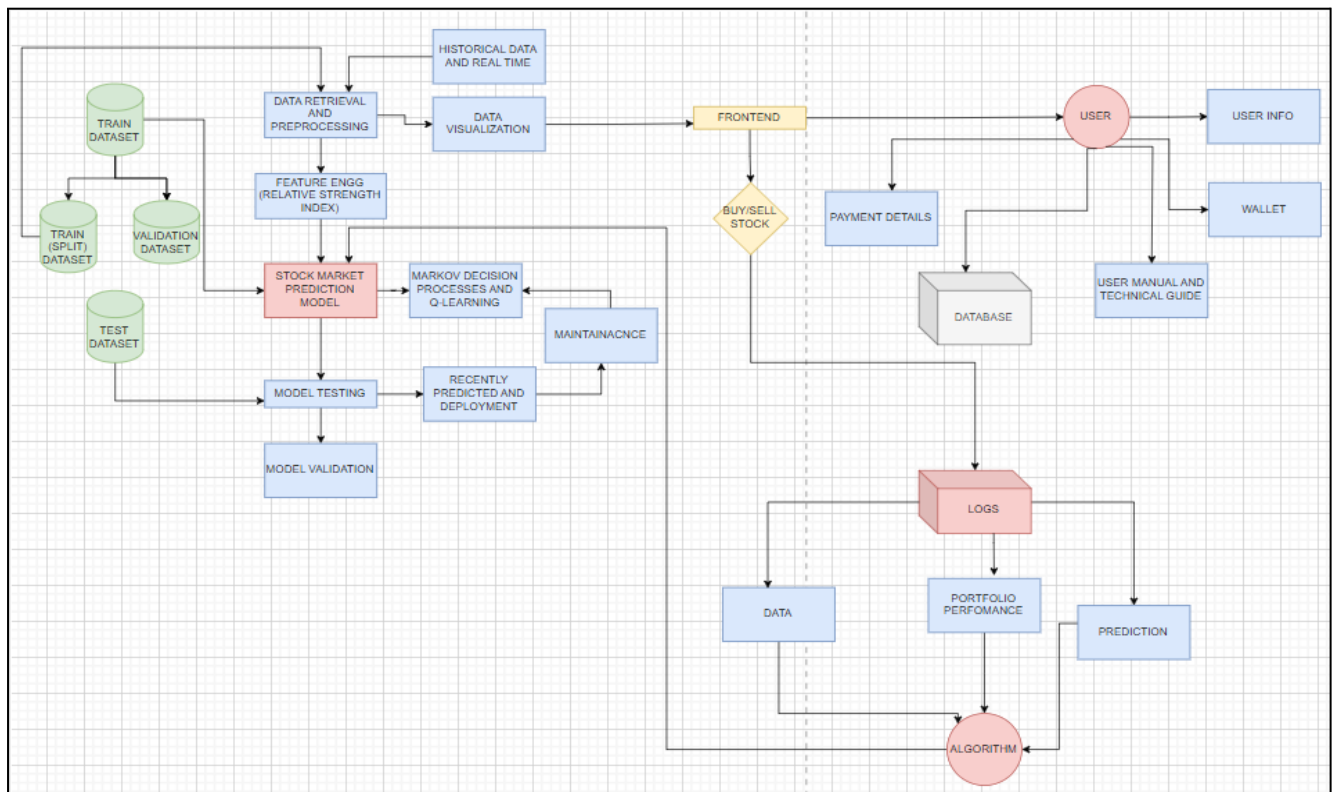 HISTORICAL DATA
AND REAL TIME
TRAIN
DATASET
DATA RETRIEVAL
AND
PREPROCESSING
DATA
VISUALIZATION
FRONTEND
USER
USER INFO
FEATURE ENGG
(RELATIVE STRENGTH
INDEX)
TRAIN
(SPLIT)
DATASET
VALIDATION
DATASET
BUY/SELL
STOCK
PAYMENT DETAILS
WALLET
STOCK MARKET
PREDICTION
MODEL
MARKOV DECISION
PROCESSES AND
Q-LEARNING
USER MANUAL AND
TECHNICAL GUIDE
DATABASE
TEST
DATASET
MAINTAINACNCE
MODEL TESTING
RECENTLY
PREDICTED AND
DEPLOYMENT
MODEL VALIDATION
LOGS
DATA
PORTFOLIO
PERFOMANCE
PREDICTION
ALGORITHM